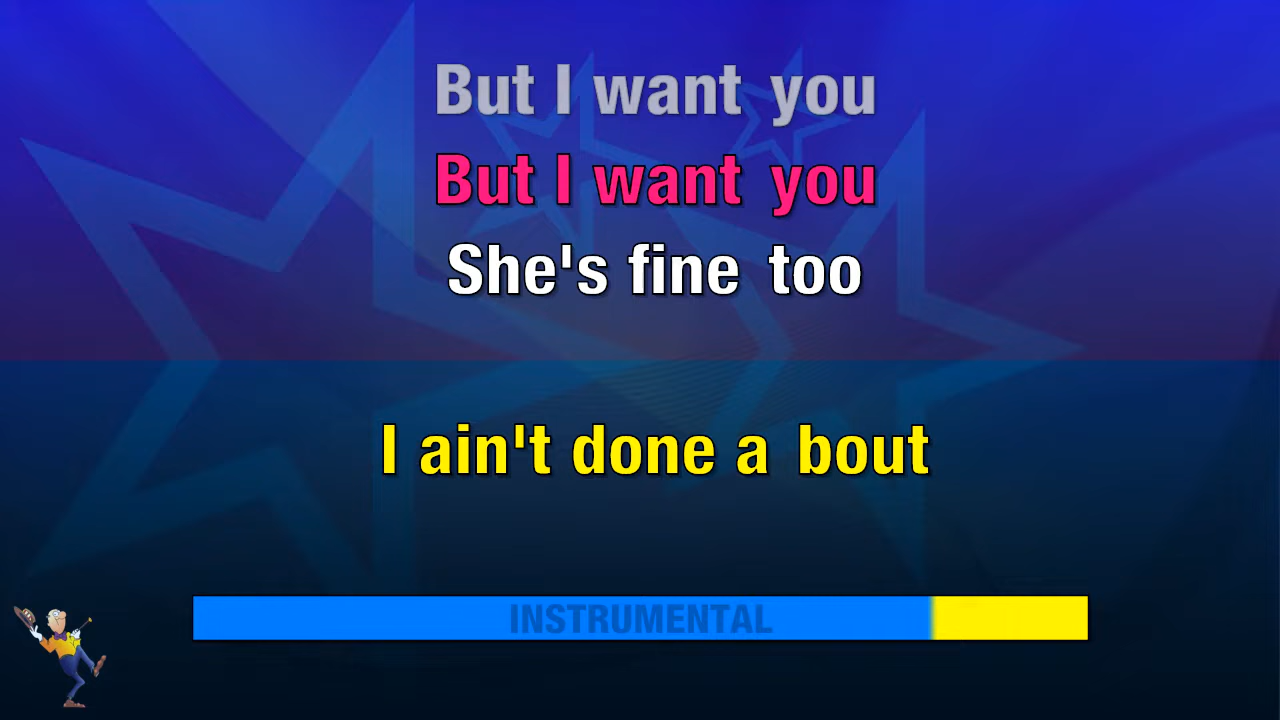 But I want you
But I want you
She's fine too
I ain't done a bout
INSTRUMENTAL